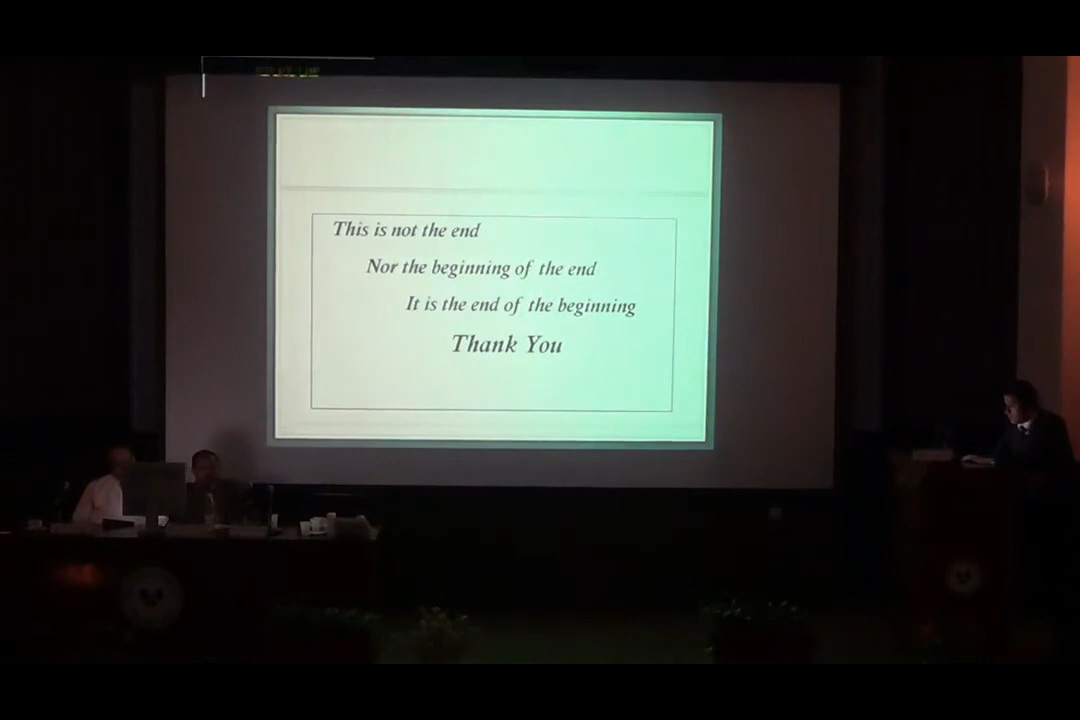 This is not the end
Nor the beginning of the end
It is the end of the beginning
Thank You